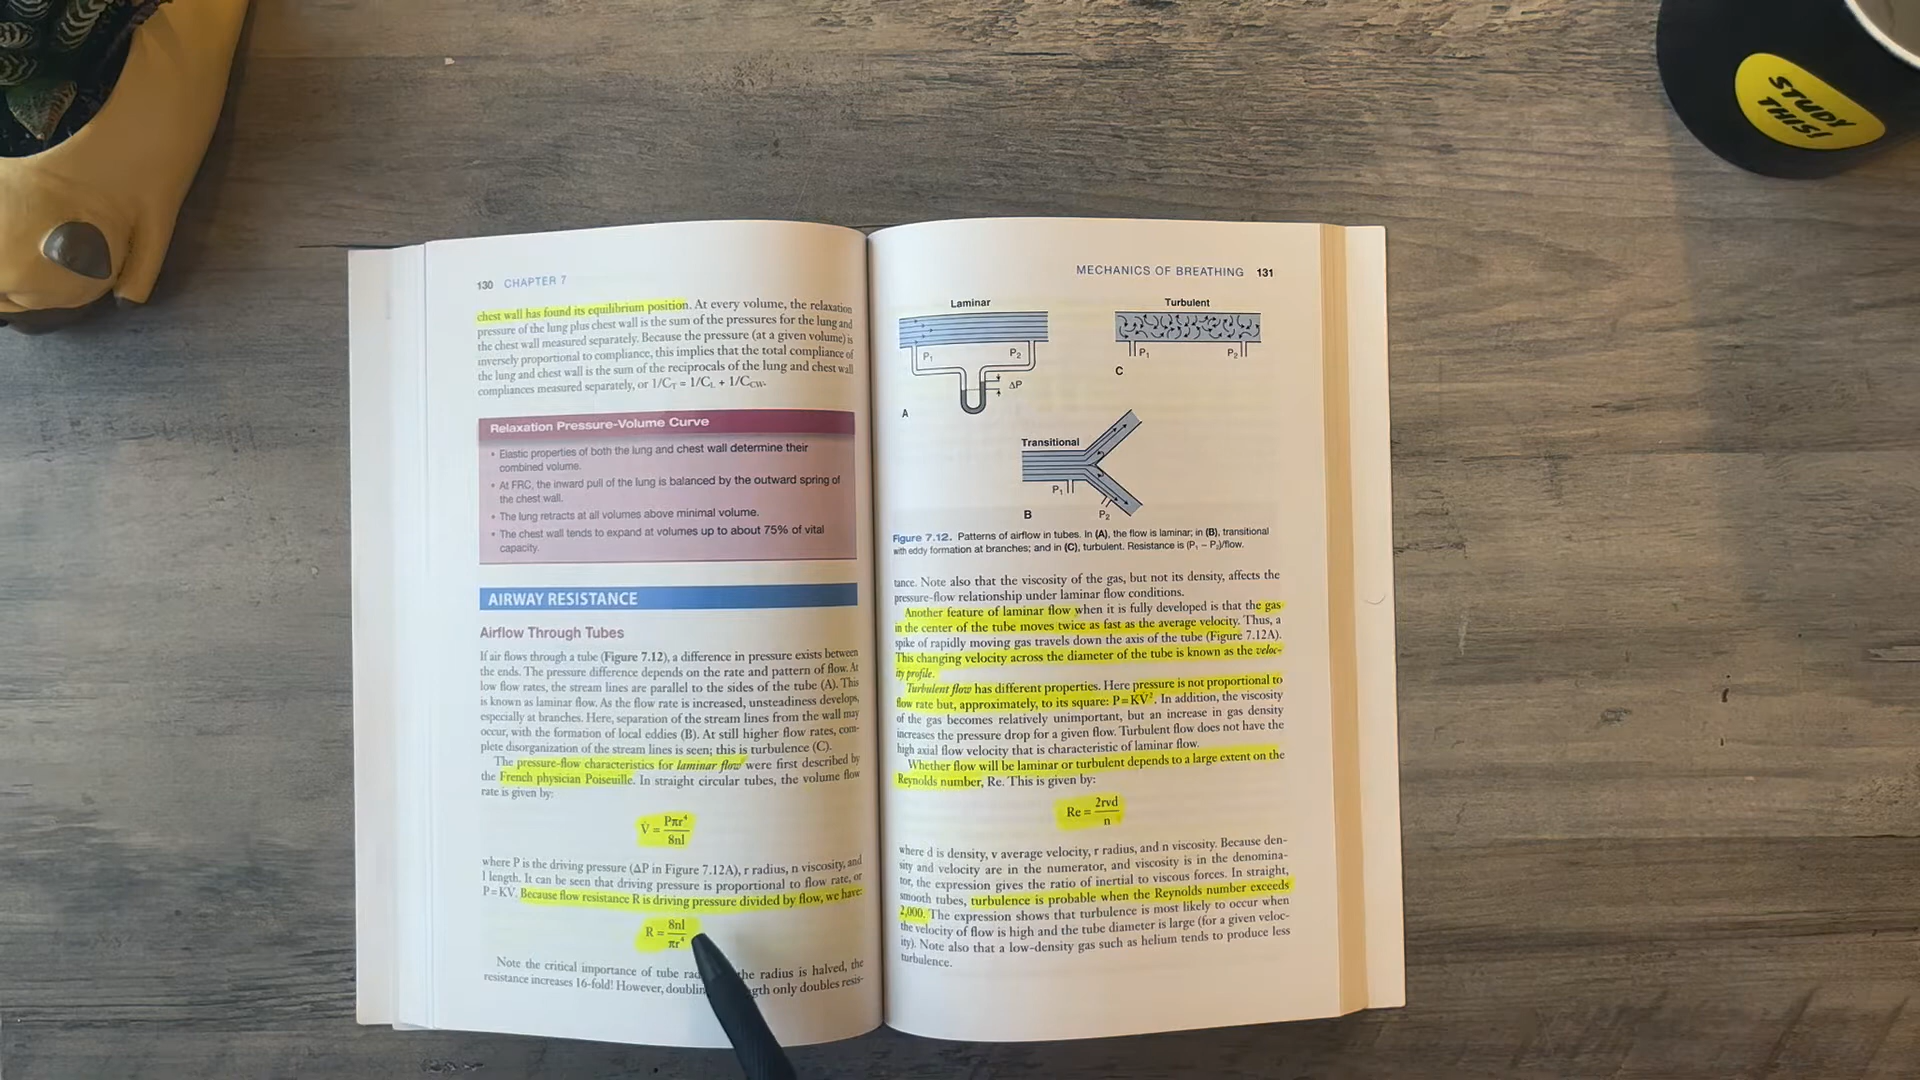 STUDY
THIS!
130 CHAPTER 7
chest wall has found its equilibrium position. At every volume, the relaxation
pressure of the lung plus chest wall is the sum of the pressures for the lung and
the chest wall measured separately. Because the pressure (at a given volume) is
inversely proportional to compliance, this implies that the total compliance of
the lung and chest wall is the sum of the reciprocals of the lung and chest wall
compliances measured separately, or 1/CT = 1/CL + 1/CCW.
Relaxation Pressure-Volume Curve
• Elastic properties of both the lung and chest wall determine their
combined volume.
• At FRC, the inward pull of the lung is balanced by the outward spring of
the chest wall.
• The lung retracts at all volumes above minimal volume.
• The chest wall tends to expand at volumes up to about 75% of vital
capacity.
AIRWAY RESISTANCE
Airflow Through Tubes
If air flows through a tube (Figure 7.12), a difference in pressure exists between
the ends. The pressure difference depends on the rate and pattern of flow. At
low flow rates, the stream lines are parallel to the sides of the tube (A). This
is known as laminar flow. As the flow rate is increased, unsteadiness develops,
especially at branches. Here, separation of the stream lines from the wall may
occur, with the formation of local eddies (B). At still higher flow rates, com-
plete disorganization of the stream lines is seen; this is turbulence (C).
The pressure-flow characteristics for laminar flow were first described by
the French physician Poiseuille. In straight circular tubes, the volume flow
rate is given by:
V̇ = Pπr⁴/8nl
where P is the driving pressure (ΔP in Figure 7.12A), r radius, n viscosity, and
l length. It can be seen that driving pressure is proportional to flow rate, or
P=KV̇. Because flow resistance R is driving pressure divided by flow, we have:
R = 8nl/πr⁴
Note the critical importance of tube the radius is halved, the
resistance increases 16-fold! However, only doubles resis-
MECHANICS OF BREATHING 131
Laminar
Turbulent
P1 P2
ΔP
A
P1 P2
C
Transitional
P1
P2
B
Figure 7.12. Patterns of airflow in tubes. In (A), the flow is laminar; in (B), transitional
with eddy formation at branches; and in (C), turbulent. Resistance is (P1 − P2)/flow.
tance. Note also that the viscosity of the gas, but not its density, affects the
pressure-flow relationship under laminar flow conditions.
Another feature of laminar flow when it is fully developed is that the gas
in the center of the tube moves twice as fast as the average velocity. Thus, a
spike of rapidly moving gas travels down the axis of the tube (Figure 7.12A).
This changing velocity across the diameter of the tube is known as the veloc-
ity profile.
Turbulent flow has different properties. Here pressure is not proportional to
flow rate but, approximately, to its square: P=KV̇². In addition, the viscosity
of the gas becomes relatively unimportant, but an increase in gas density
increases the pressure drop for a given flow. Turbulent flow does not have the
high axial flow velocity that is characteristic of laminar flow.
Whether flow will be laminar or turbulent depends to a large extent on the
Reynolds number, Re. This is given by:
Re = 2rvd/n
where d is density, v average velocity, r radius, and n viscosity. Because den-
sity and velocity are in the numerator, and viscosity is in the denomina-
tor, the expression gives the ratio of inertial to viscous forces. In straight,
smooth tubes, turbulence is probable when the Reynolds number exceeds
2,000. The expression shows that turbulence is most likely to occur when
the velocity of flow is high and the tube diameter is large (for a given veloc-
ity). Note also that a low-density gas such as helium tends to produce less
turbulence.